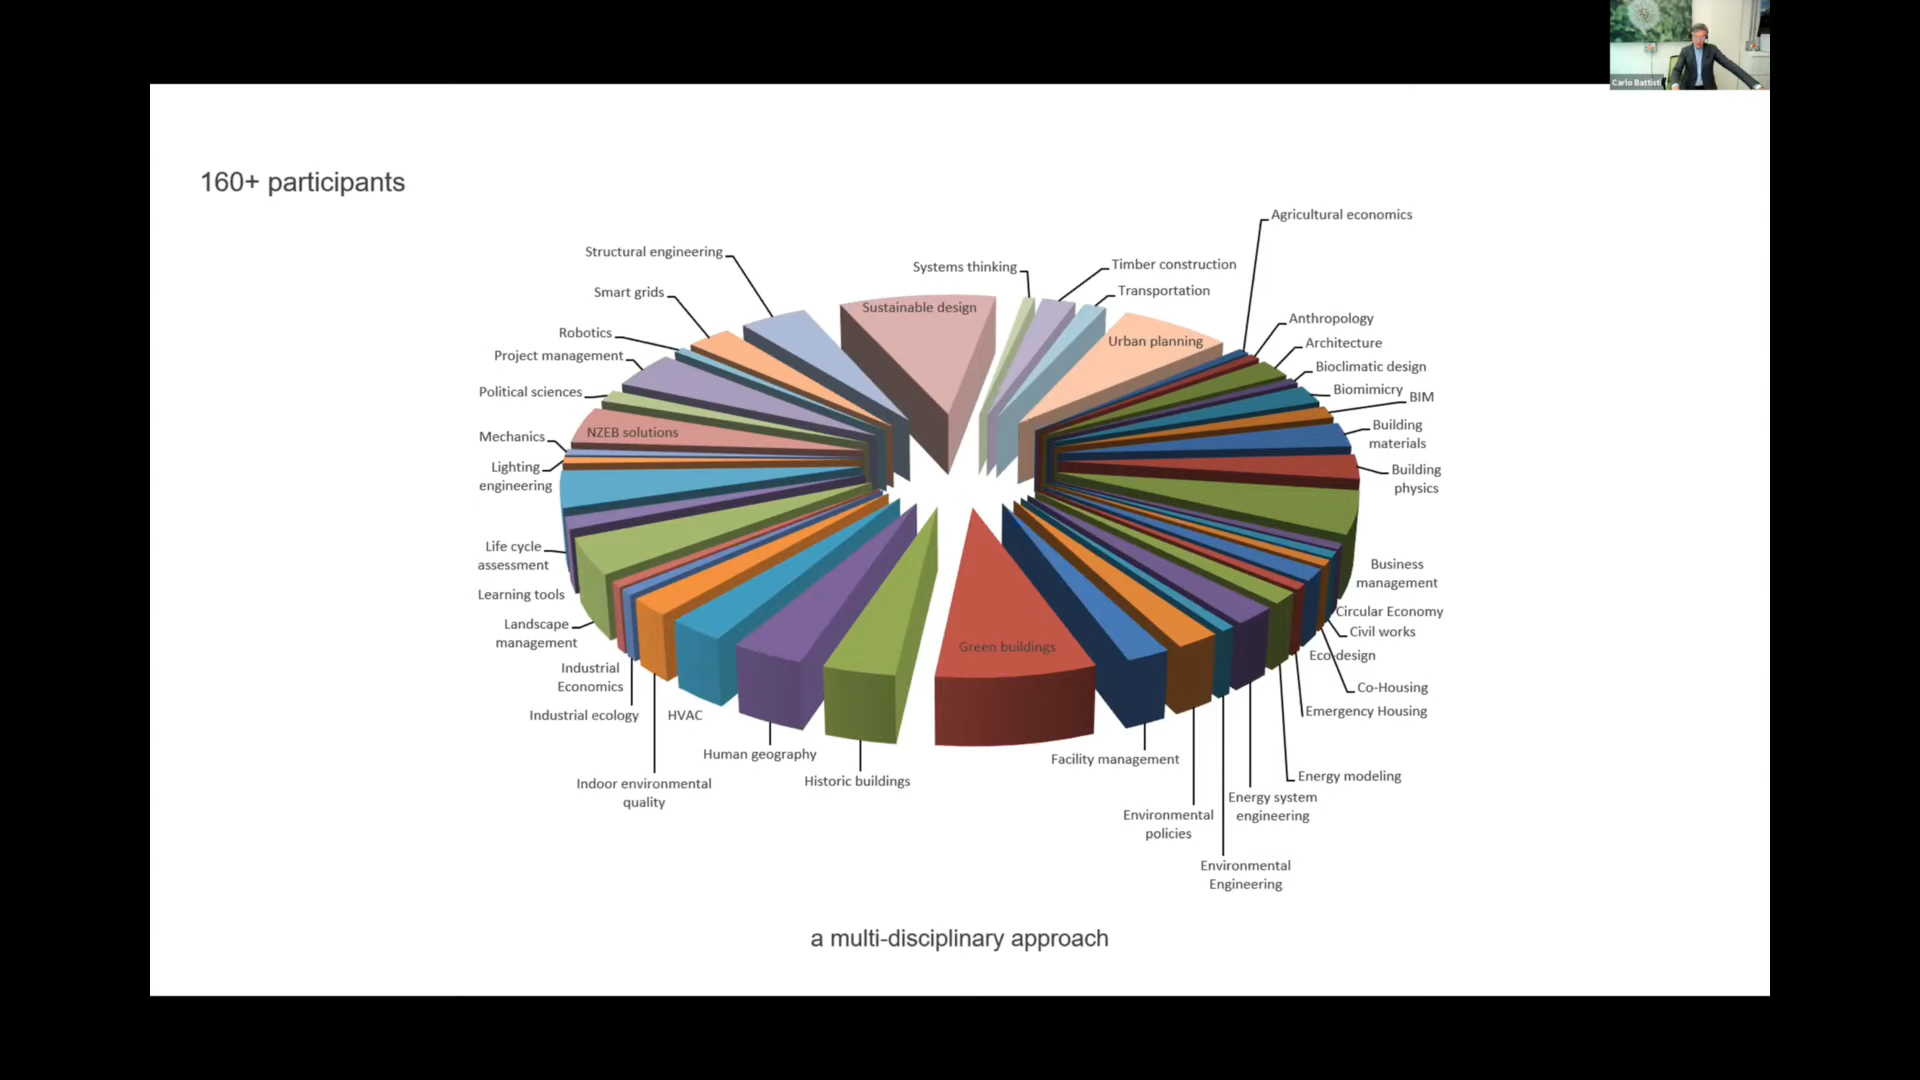 Carlo Battisti
160+ participants
Agricultural economics
Structural engineering
Systems thinking
Timber construction
Transportation
Smart grids
Sustainable design
Anthropology
Robotics
Urban planning
Architecture
Project management
Bioclimatic design
Political sciences
Biomimicry
BIM
NZEB solutions
Building
materials
Mechanics
Lighting
engineering
Building
physics
Life cycle
assessment
Business
management
Learning tools
Circular Economy
Landscape
management
Civil works
Green buildings
Eco-design
Industrial
Economics
Co-Housing
Industrial ecology
HVAC
Emergency Housing
Human geography
Facility management
Historic buildings
Energy modeling
Indoor environmental
quality
Energy system
engineering
Environmental
policies
Environmental
Engineering
a multi-disciplinary approach